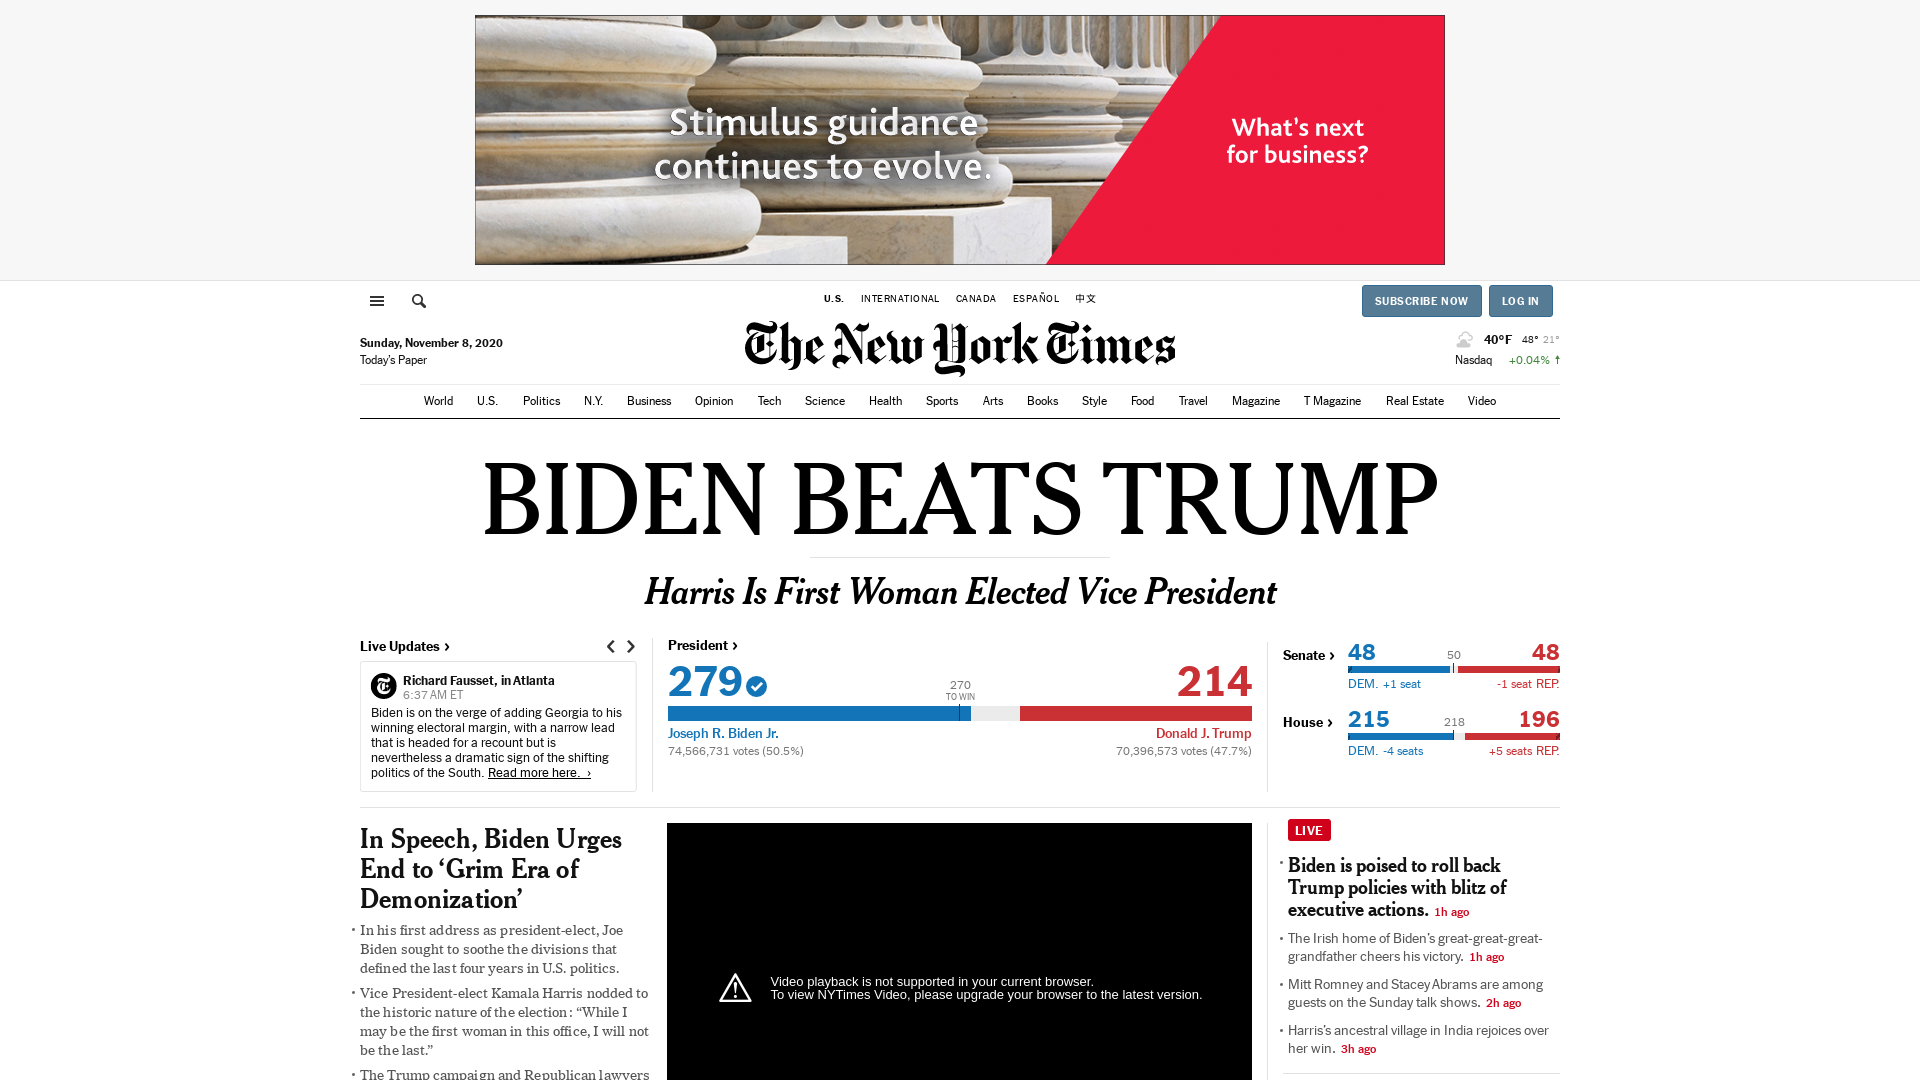 Stimulus guidance
continues to evolve.
What's next
for business?
U.S. INTERNATIONAL CANADA ESPAÑOL 中文
SUBSCRIBE NOW LOG IN
Sunday, November 8, 2020
Today's Paper
The New York Times
40°F 48° 21°
Nasdaq +0.04% ↑
World U.S. Politics N.Y. Business Opinion Tech Science Health Sports Arts Books Style Food Travel Magazine T Magazine Real Estate Video
BIDEN BEATS TRUMP
Harris Is First Woman Elected Vice President
Live Updates ›
Richard Fausset, in Atlanta
6:37 AM ET
Biden is on the verge of adding Georgia to his
winning electoral margin, with a narrow lead
that is headed for a recount but is
nevertheless a dramatic sign of the shifting
politics of the South. Read more here. ›
President ›
279 214
270
TO WIN
Joseph R. Biden Jr. Donald J. Trump
74,566,731 votes (50.5%) 70,396,573 votes (47.7%)
Senate › 48 50 48
DEM. +1 seat -1 seat REP.
House › 215 218 196
DEM. -4 seats +5 seats REP.
In Speech, Biden Urges
End to ‘Grim Era of
Demonization’
• In his first address as president-elect, Joe
Biden sought to soothe the divisions that
defined the last four years in U.S. politics.
• Vice President-elect Kamala Harris nodded to
the historic nature of the election: “While I
may be the first woman in this office, I will not
be the last.”
• The Trump campaign and Republican lawyers
Video playback is not supported in your current browser.
To view NYTimes Video, please upgrade your browser to the latest version.
LIVE
• Biden is poised to roll back
Trump policies with blitz of
executive actions. 1h ago
• The Irish home of Biden's great-great-great-
grandfather cheers his victory. 1h ago
• Mitt Romney and Stacey Abrams are among
guests on the Sunday talk shows. 2h ago
• Harris's ancestral village in India rejoices over
her win. 3h ago